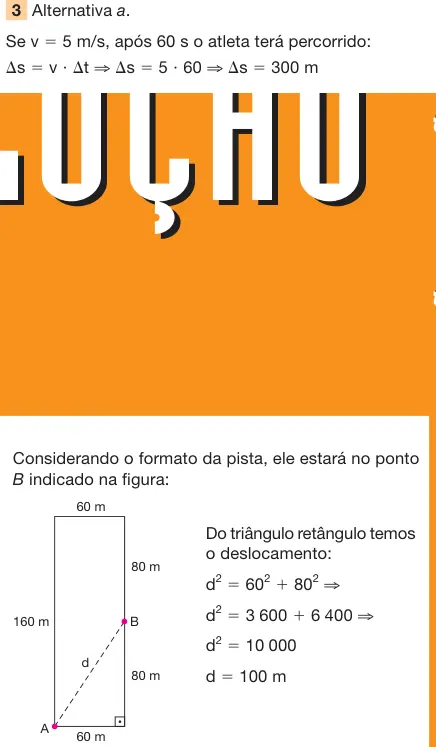 3 Alternativa a.
Se v = 5 m/s, após 60 s o atleta terá percorrido:
Δs = v · Δt ⇒ Δs = 5 · 60 ⇒ Δs = 300 m
LUÇÃO
Considerando o formato da pista, ele estará no ponto
B indicado na figura:
60 m
80 m
160 m
B
d
80 m
A
60 m
Do triângulo retângulo temos
o deslocamento:
d² = 60² + 80² ⇒
d² = 3 600 + 6 400 ⇒
d² = 10 000
d = 100 m